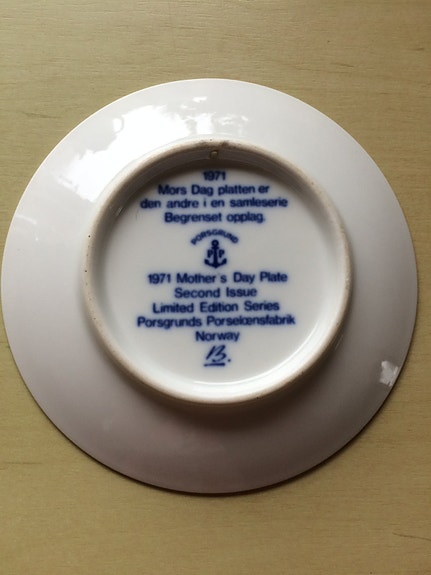 1971
Mors Dag platten er
den andre i en samleserie
Begrenset opplag.
PORSGRUND
P P
1971 Mother's Day Plate
Second Issue
Limited Edition Series
Porsgrunds Porselænsfabrik
Norway
13.